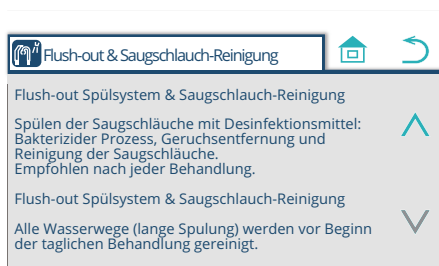 Flush-out & Saugschlauch-Reinigung
Flush-out Spülsystem & Saugschlauch-Reinigung
Spülen der Saugschläuche mit Desinfektionsmittel:
Bakterizider Prozess, Geruchsentfernung und
Reinigung der Saugschläuche.
Empfohlen nach jeder Behandlung.
Flush-out Spülsystem & Saugschlauch-Reinigung
Alle Wasserwege (lange Spulung) werden vor Beginn
der taglichen Behandlung gereinigt.